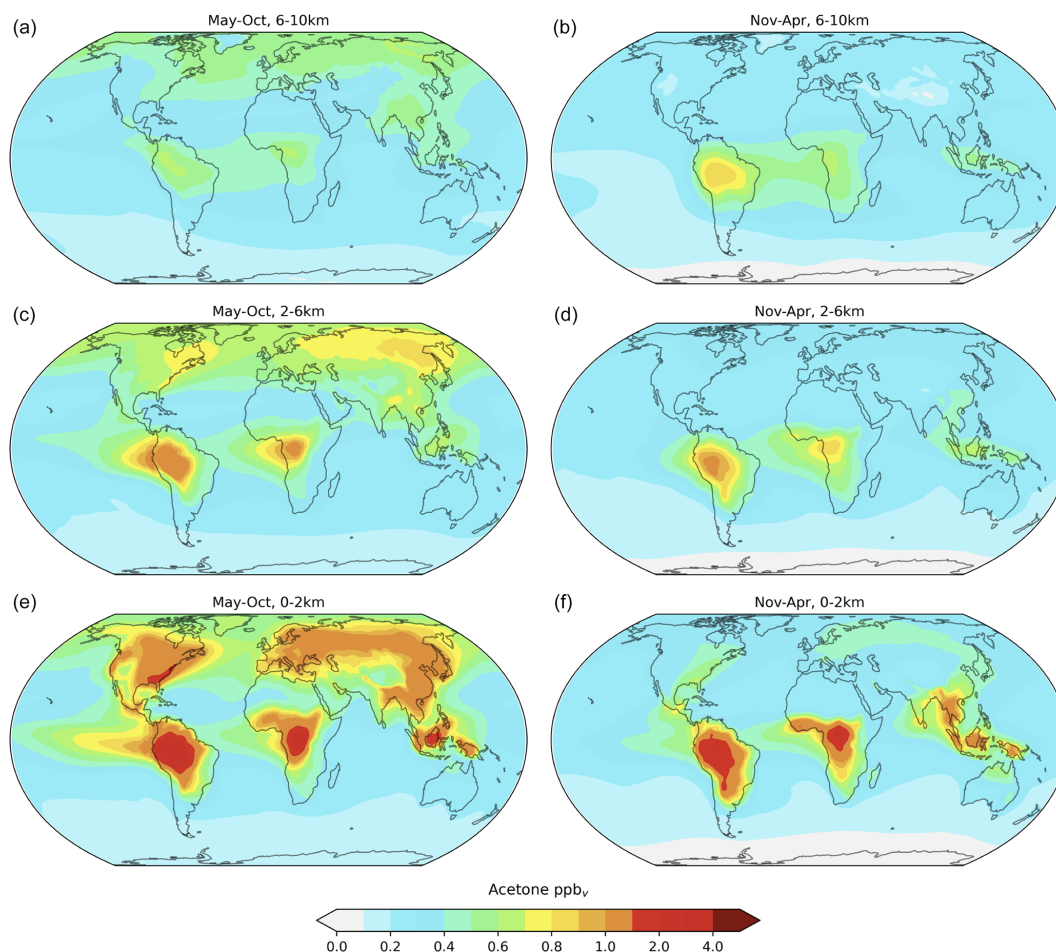 (a)
May-Oct, 6-10km
(b)
Nov-Apr, 6-10km
(c)
May-Oct, 2-6km
(d)
Nov-Apr, 2-6km
(e)
May-Oct, 0-2km
(f)
Nov-Apr, 0-2km
Acetone ppbᵥ
0.0 0.2 0.4 0.6 0.8 1.0 2.0 4.0